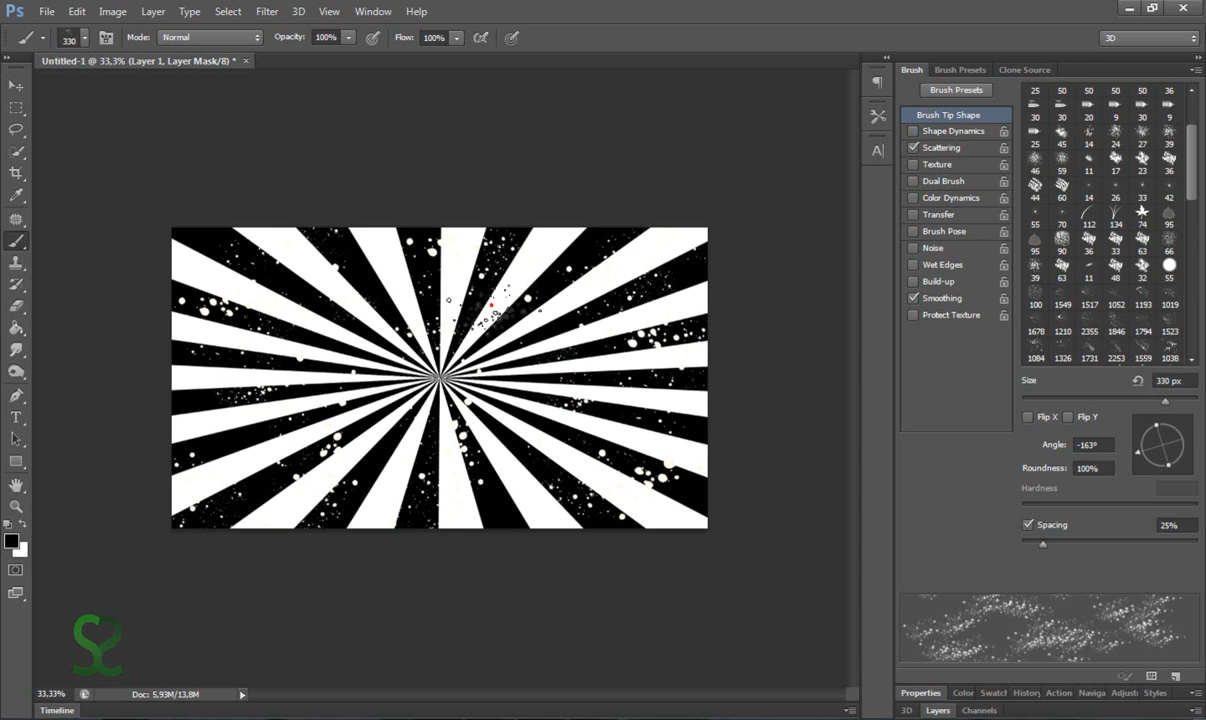 Ps File Edit Image Layer Type Select Filter 3D View Window Help
330 Mode: Normal Opacity: 100% Flow: 100% 3D
Untitled-1 @ 33,3% (Layer 1, Layer Mask/8) * ×
Brush Brush Presets Clone Source
Brush Presets
Brush Tip Shape
Shape Dynamics
Scattering
Texture
Dual Brush
Color Dynamics
Transfer
Brush Pose
Noise
Wet Edges
Build-up
Smoothing
Protect Texture
25 50 50 50 50 36
30 30 20 9 30 9
25 45 14 24 27 39
46 59 11 17 23 36
44 60 14 26 33 42
55 70 112 134 74 95
95 90 36 33 63 66
39 63 11 48 32 55
100 1549 1517 1052 1193 1019
1678 1210 2355 1846 1794 1523
1084 1326 1731 2253 1559 1038
Size 330 px
Flip X Flip Y
Angle: -163°
Roundness: 100%
Hardness
Spacing 25%
33,33% Doc: 5,93M/13,8M
Timeline
Properties Color Swatch History Action Naviga Adjust Styles
3D Layers Channels